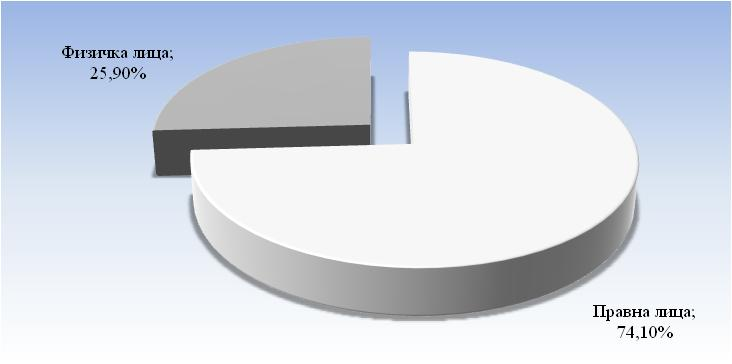 Физичка лица;
25,90%
Правна лица;
74,10%